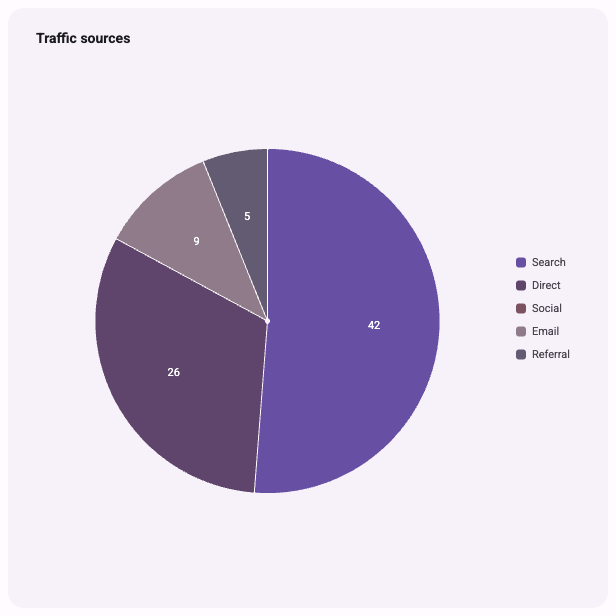 Traffic sources
5
9
42
26
Search
Direct
Social
Email
Referral